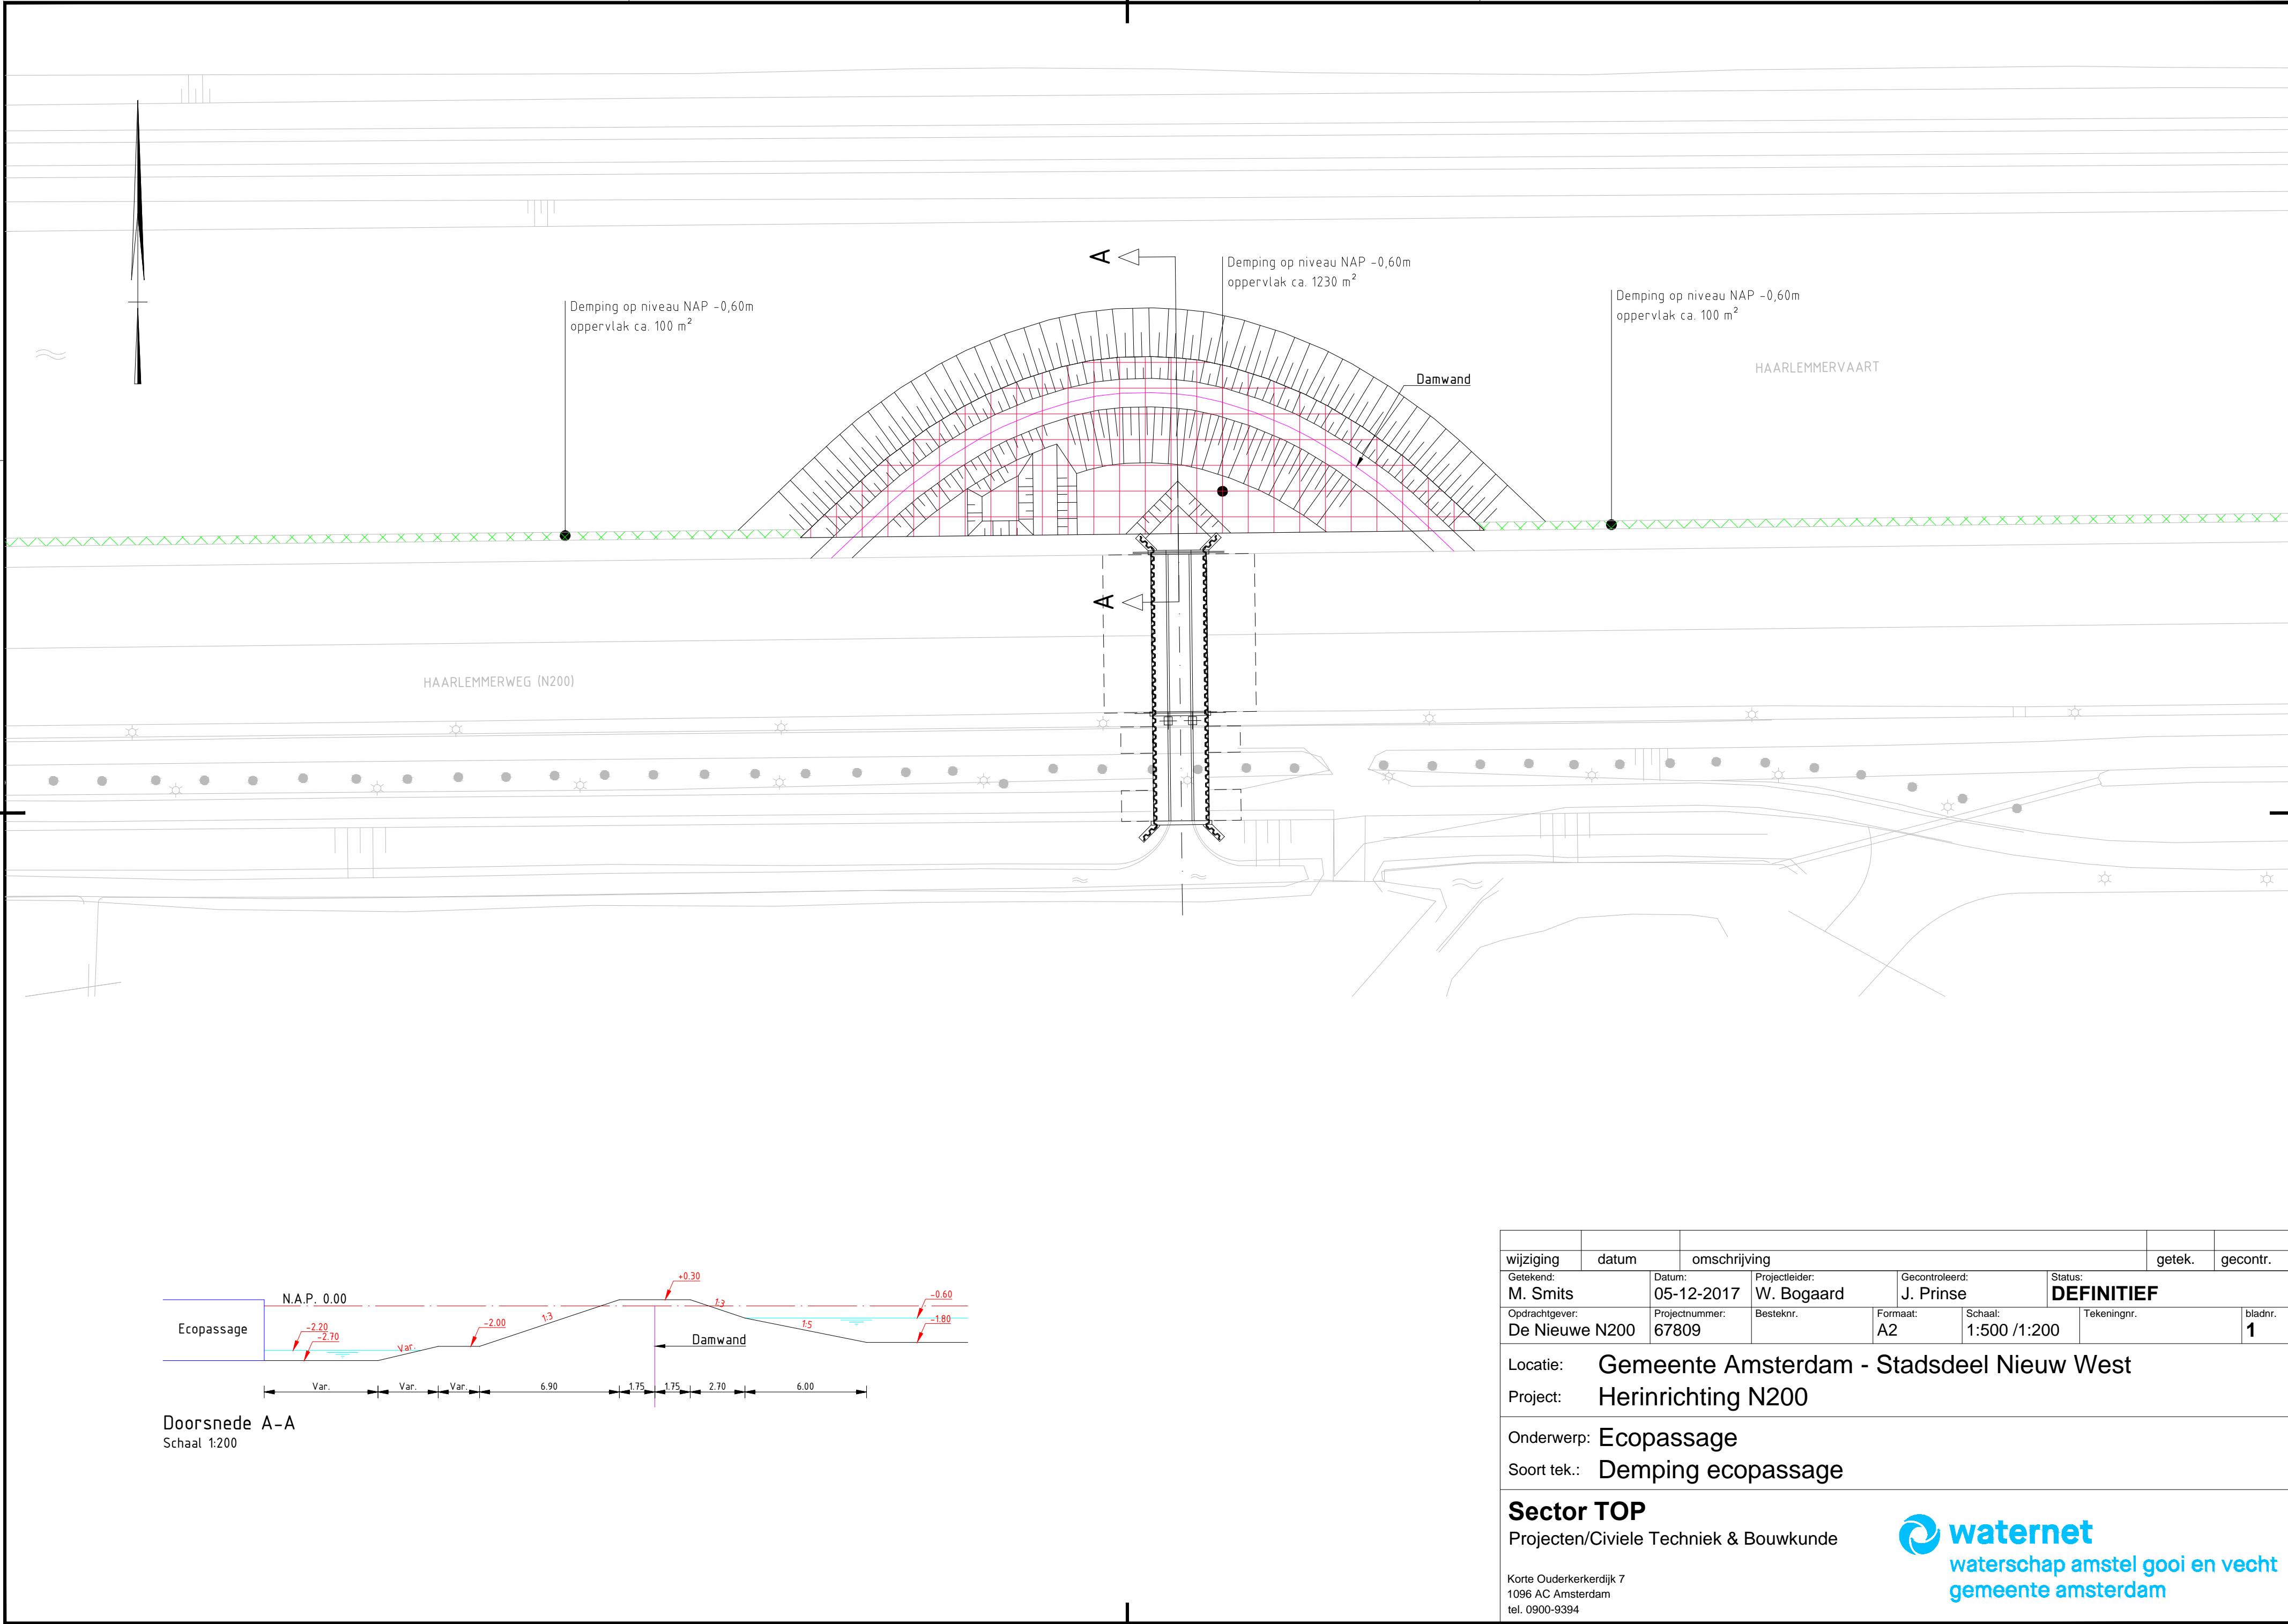 A
Demping op niveau NAP -0,60m
oppervlak ca. 1230 m²
Demping op niveau NAP -0,60m
oppervlak ca. 100 m²
Demping op niveau NAP -0,60m
oppervlak ca. 100 m²
HAARLEMMERVAART
Damwand
A
HAARLEMMERWEG (N200)
N.A.P. 0.00
Ecopassage
-2.20
-2.70
Var.
-2.00
1:3
+0.30
1:3
-0.60
1:5
-1.80
Damwand
Var. Var. Var. 6.90 1.75 1.75 2.70 6.00
Doorsnede A-A
Schaal 1:200
wijziging datum omschrijving getek. gecontr.
Getekend: Datum: Projectleider: Gecontroleerd: Status:
M. Smits 05-12-2017 W. Bogaard J. Prinse DEFINITIEF
Opdrachtgever: Projectnummer: Besteknr. Formaat: Schaal: Tekeningnr. bladnr.
De Nieuwe N200 67809 A2 1:500 /1:200 1
Locatie: Gemeente Amsterdam - Stadsdeel Nieuw West
Project: Herinrichting N200
Onderwerp: Ecopassage
Soort tek.: Demping ecopassage
Sector TOP
Projecten/Civiele Techniek & Bouwkunde
Korte Ouderkerkerdijk 7
1096 AC Amsterdam
tel. 0900-9394
waternet
waterschap amstel gooi en vecht
gemeente amsterdam